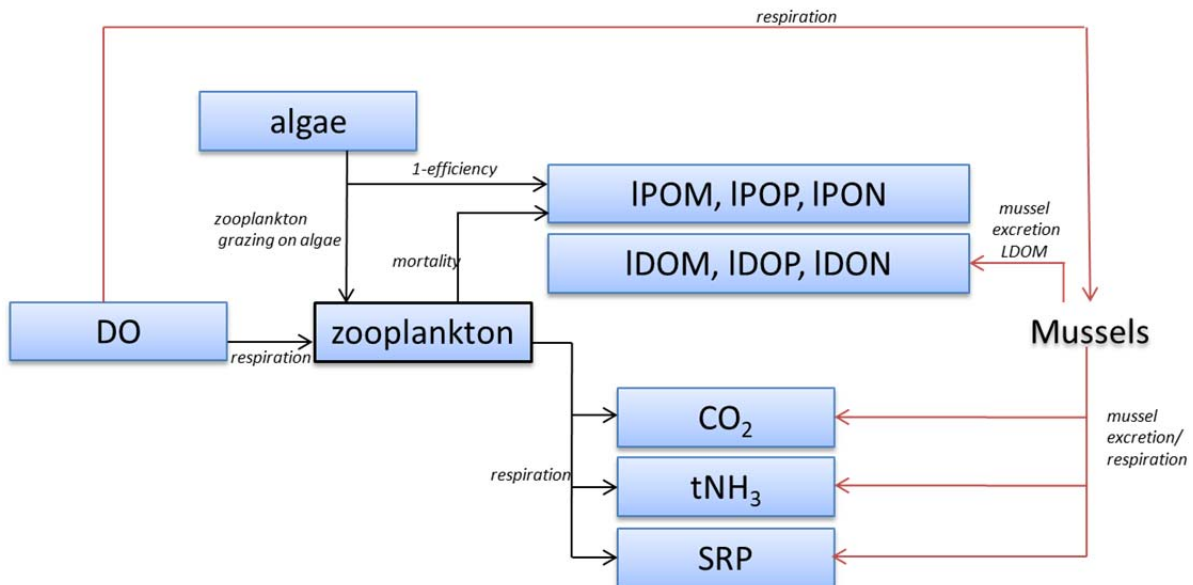 respiration
algae
1-efficiency
lPOM, lPOP, lPON
zooplankton
grazing on algae
mussel
excretion
LDOM
mortality
lDOM, lDOP, lDON
DO
respiration
zooplankton
Mussels
CO₂
mussel
excretion/
respiration
respiration
tNH₃
SRP